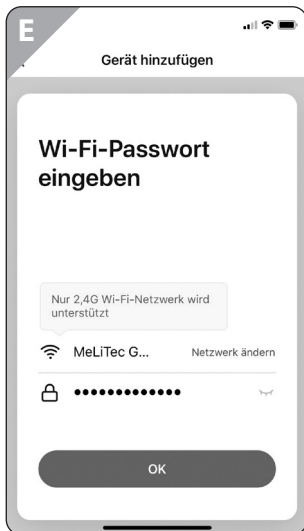 E
Gerät hinzufügen
Wi-Fi-Passwort
eingeben
Nur 2,4G Wi-Fi-Netzwerk wird
unterstützt
MeLiTec G... Netzwerk ändern
•••••••••••••
OK